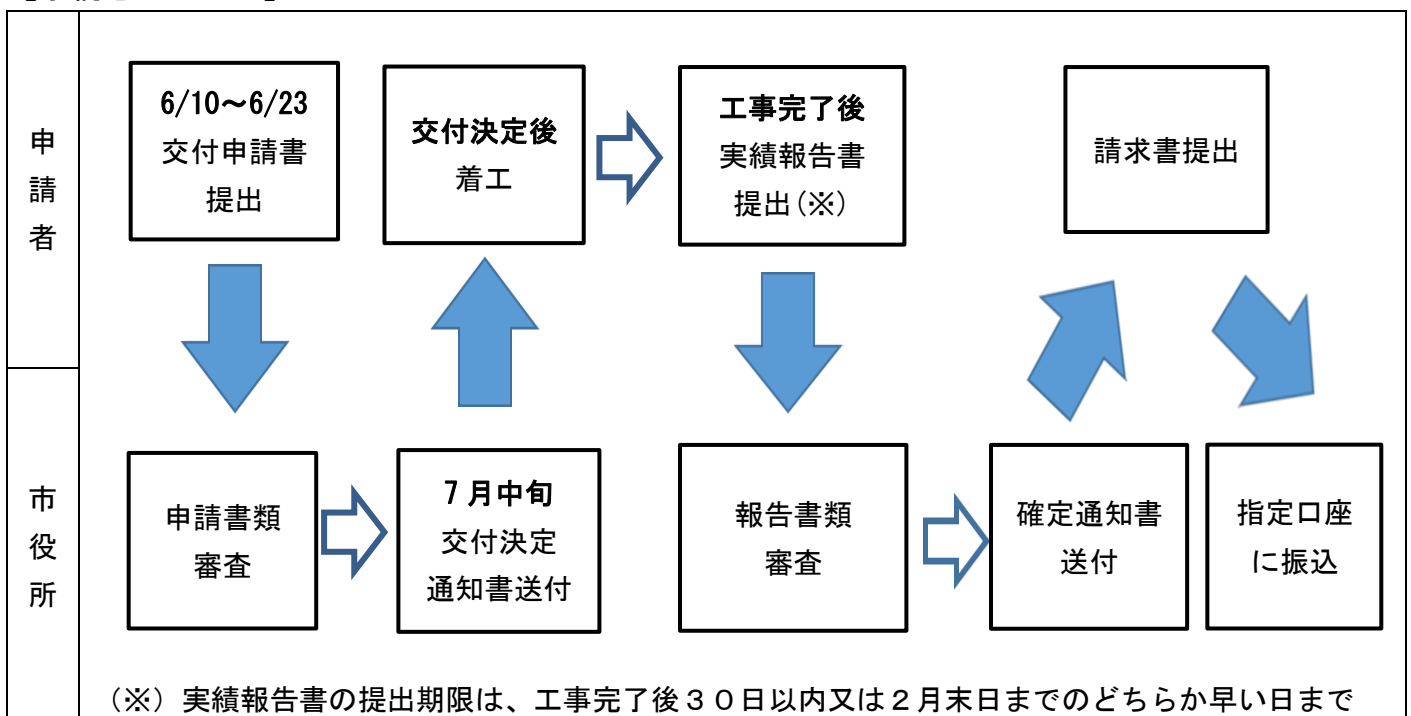 申
請
者
6/10～6/23
交付申請書
提出
交付決定後
着工
工事完了後
実績報告書
提出(※)
請求書提出
市
役
所
申請書類
審査
7月中旬
交付決定
通知書送付
報告書類
審査
確定通知書
送付
指定口座
に振込
（※）実績報告書の提出期限は、工事完了後３０日以内又は２月末日までのどちらか早い日まで